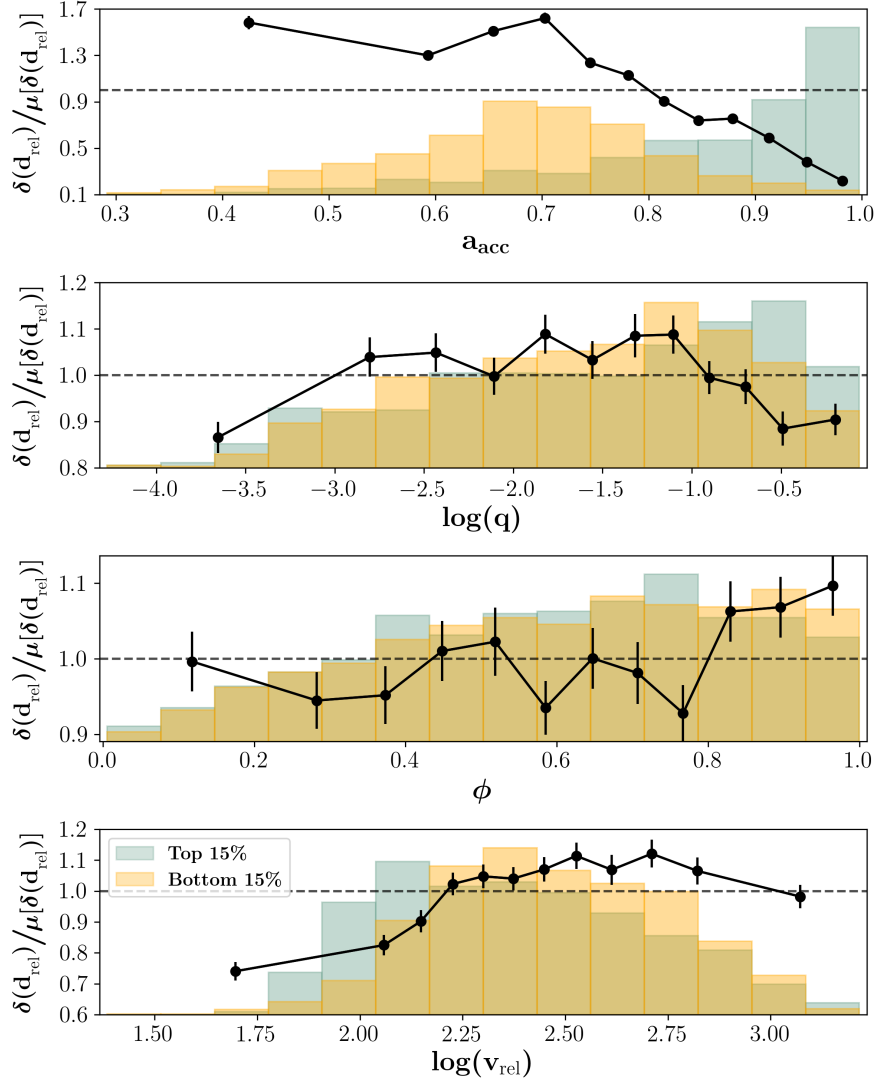 1.7
1.3
0.9
0.5
0.1
δ(d_rel)/μ[δ(d_rel)]
0.3 0.4 0.5 0.6 0.7 0.8 0.9 1.0
a_acc
1.2
1.1
1.0
0.9
0.8
δ(d_rel)/μ[δ(d_rel)]
−4.0 −3.5 −3.0 −2.5 −2.0 −1.5 −1.0 −0.5
log(q)
1.1
1.0
0.9
δ(d_rel)/μ[δ(d_rel)]
0.0 0.2 0.4 0.6 0.8 1.0
ϕ
1.2
1.1
1.0
0.9
0.8
0.7
0.6
δ(d_rel)/μ[δ(d_rel)]
Top 15%
Bottom 15%
1.50 1.75 2.00 2.25 2.50 2.75 3.00
log(v_rel)